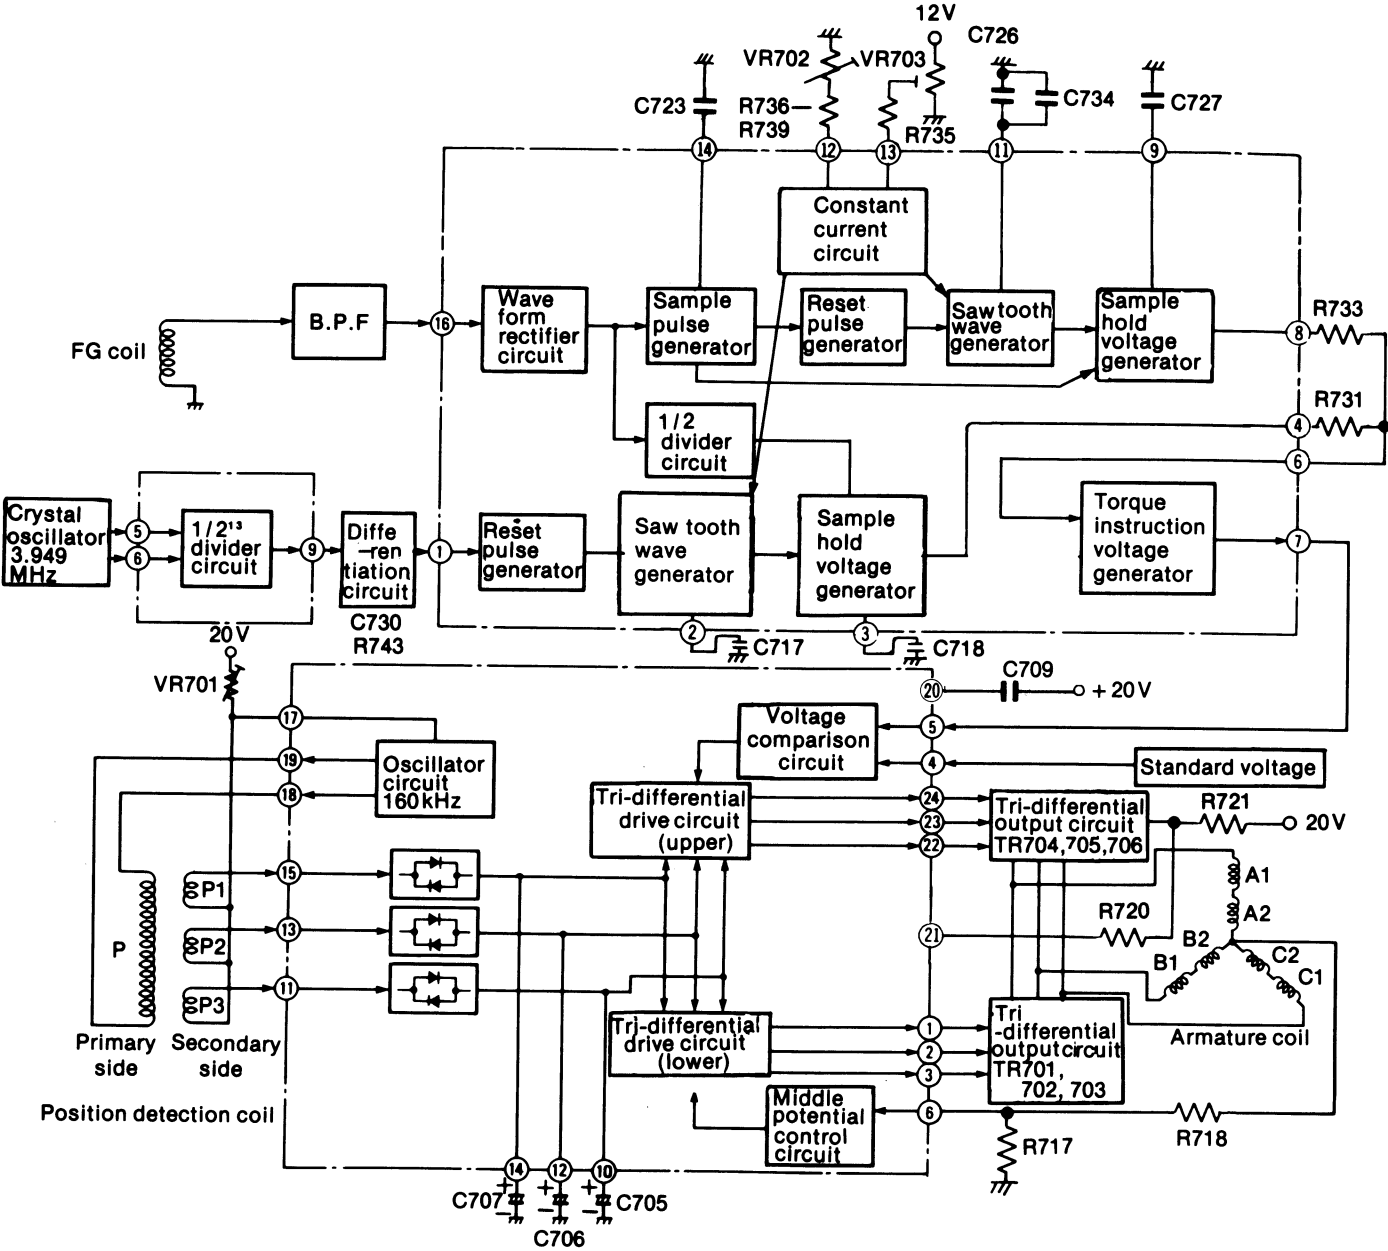 12V
C726
VR702
VR703
C723
R736
R739
R735
C734
C727
14
12
13
11
9
Constant
current
circuit
FG coil
B.P.F
16
Wave
form
rectifier
circuit
Sample
pulse
generator
Reset
pulse
generator
Saw tooth
wave
generator
Sample
hold
voltage
generator
8
R733
R731
4
6
1/2
divider
circuit
Crystal
oscillator
3.949
MHz
5
6
1/2¹³
divider
circuit
9
Diffe
-ren
tiation
circuit
C730
R743
1
Reset
pulse
generator
Saw tooth
wave
generator
Sample
hold
voltage
generator
Torque
instruction
voltage
generator
7
2
C717
3
C718
20V
VR701
17
19
18
Oscillator
circuit
160kHz
20
C709
+20V
Voltage
comparison
circuit
5
4
Standard voltage
Tri-differential
drive circuit
(upper)
24
23
22
Tri-differential
output circuit
TR704,705,706
R721
20V
15
P1
13
P2
11
P3
P
Primary
side
Secondary
side
Position detection coil
21
R720
A1
A2
B2
B1
C2
C1
Armature coil
Tri-differential
drive circuit
(lower)
1
2
3
Tri
-differential
output circuit
TR701,
702, 703
Middle
potential
control
circuit
6
R717
R718
14
12
10
+
-
+
-
+
-
C707
C706
C705